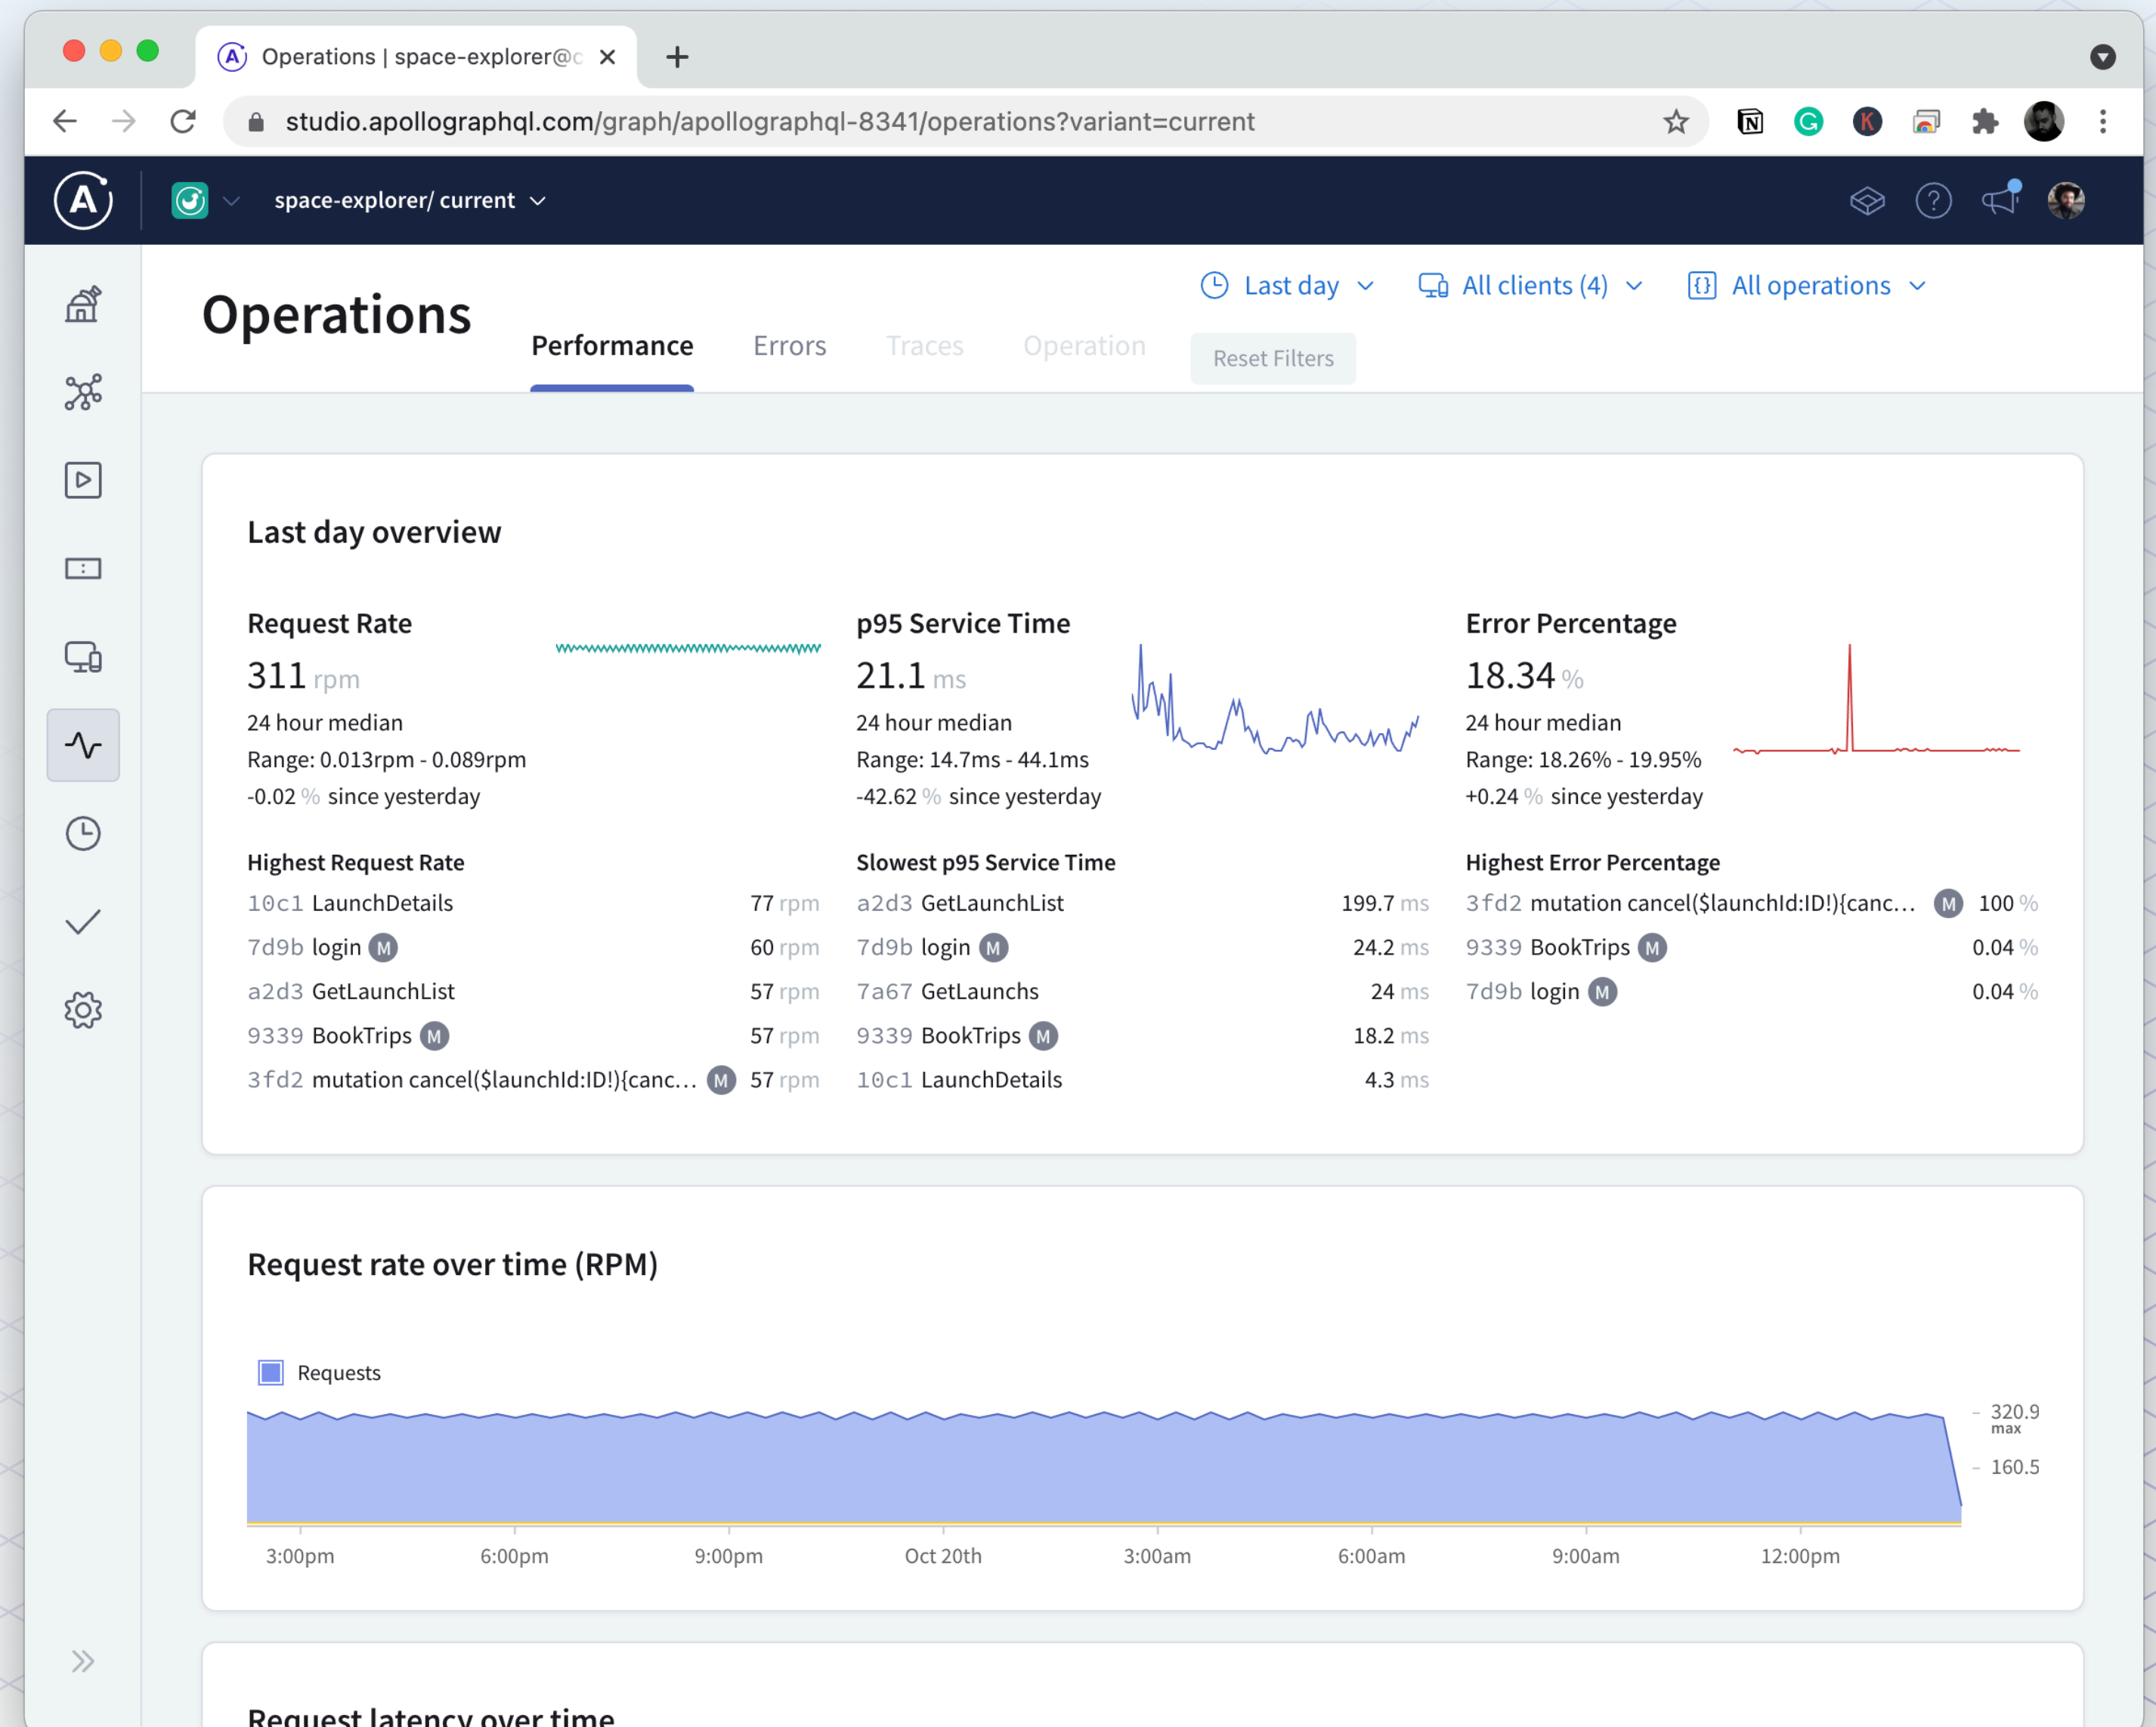 Operations | space-explorer@
studio.apollographql.com/graph/apollographql-8341/operations?variant=current
space-explorer/ current
Last day
All clients (4)
All operations
Operations
Performance
Errors
Traces
Operation
Reset Filters
Last day overview
Request Rate
311 rpm
24 hour median
Range: 0.013rpm - 0.089rpm
-0.02 % since yesterday
Highest Request Rate
10c1 LaunchDetails 77 rpm
7d9b login M 60 rpm
a2d3 GetLaunchList 57 rpm
9339 BookTrips M 57 rpm
3fd2 mutation cancel($launchId:ID!){canc... M 57 rpm
p95 Service Time
21.1 ms
24 hour median
Range: 14.7ms - 44.1ms
-42.62 % since yesterday
Slowest p95 Service Time
a2d3 GetLaunchList 199.7 ms
7d9b login M 24.2 ms
7a67 GetLaunchs 24 ms
9339 BookTrips M 18.2 ms
10c1 LaunchDetails 4.3 ms
Error Percentage
18.34 %
24 hour median
Range: 18.26% - 19.95%
+0.24 % since yesterday
Highest Error Percentage
3fd2 mutation cancel($launchId:ID!){canc... M 100 %
9339 BookTrips M 0.04 %
7d9b login M 0.04 %
Request rate over time (RPM)
Requests
320.9
max
160.5
3:00pm 6:00pm 9:00pm Oct 20th 3:00am 6:00am 9:00am 12:00pm
Request latency over time